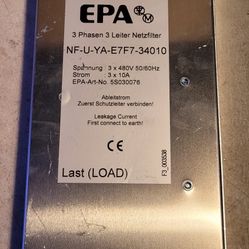 EPA
3 Phasen 3 Leiter Netzfilter
NF-U-YA-E7F7-34010
Spannung 3 x 480V 50/60Hz
Strom 3 x 10A
EPA-Art-No. 5S030076
Ableitstrom
Zuerst Schutzleiter verbinden!
Leakage Current
First connect to earth!
CE
Last (LOAD)
F3_003538